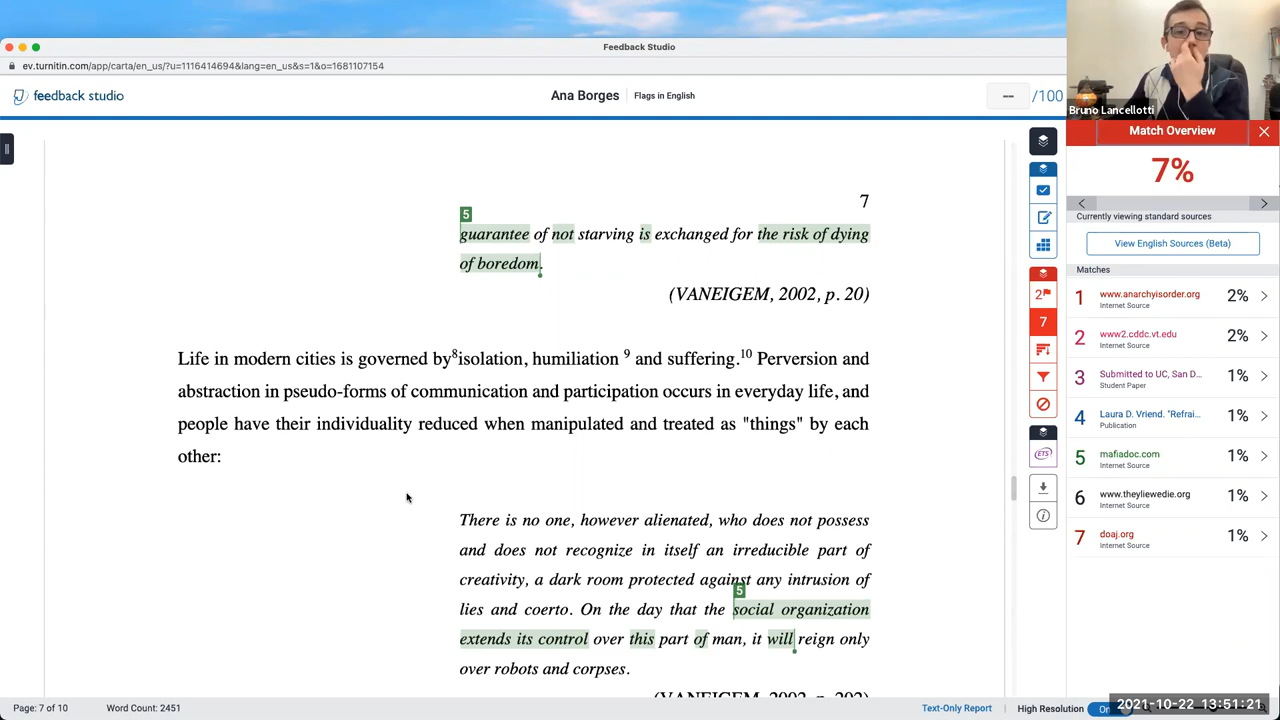 Feedback Studio
ev.turnitin.com/app/carta/en_us/?u=1116414694&lang=en_us&s=1&o=1681107154
feedback studio
Ana Borges
Flags in English
-- /100
Bruno Lancellotti
7
5
guarantee of not starving is exchanged for the risk of dying
of boredom.
(VANEIGEM, 2002, p. 20)
Life in modern cities is governed by⁸isolation, humiliation ⁹ and suffering.¹⁰ Perversion and
abstraction in pseudo-forms of communication and participation occurs in everyday life, and
people have their individuality reduced when manipulated and treated as "things" by each
other:
There is no one, however alienated, who does not possess
and does not recognize in itself an irreducible part of
creativity, a dark room protected against any intrusion of
5
lies and coerto. On the day that the social organization
extends its control over this part of man, it will reign only
over robots and corpses.
(VANEIGEM, 2002, p. 202)
2
7
ETS
Match Overview
7%
Currently viewing standard sources
View English Sources (Beta)
Matches
1 www.anarchyisorder.org 2%
Internet Source
2 www2.cddc.vt.edu 2%
Internet Source
3 Submitted to UC, San D... 1%
Student Paper
4 Laura D. Vriend. "Refrai... 1%
Publication
5 mafiadoc.com 1%
Internet Source
6 www.theyliewedie.org 1%
Internet Source
7 doaj.org 1%
Internet Source
Page: 7 of 10
Word Count: 2451
Text-Only Report
High Resolution
On
2021-10-22 13:51:21